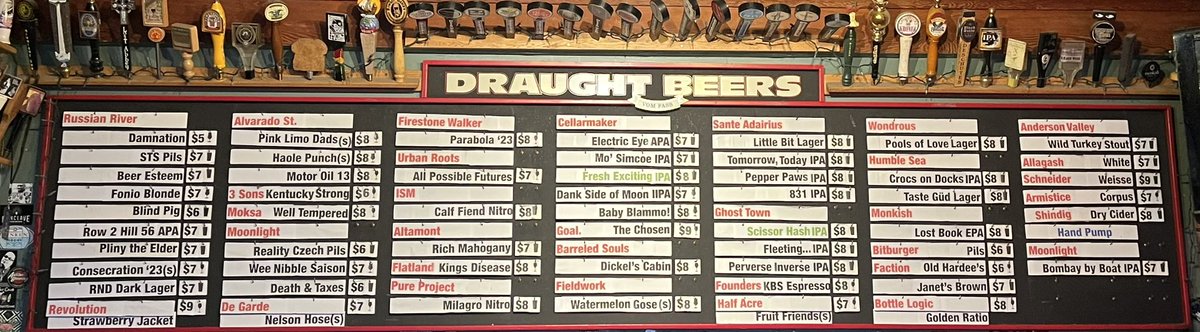 DRAUGHT BEERS
VOM FASS
Russian River
Damnation $5
STS Pils $7
Beer Esteem $7
Fonio Blonde $7
Blind Pig $6
Row 2 Hill 56 APA $7
Pliny the Elder $7
Consecration '23(s) $7
RND Dark Lager $7
Revolution $9
Strawberry Jacket
Alvarado St.
Pink Limo Dads(s) $8
Haole Punch(s) $8
Motor Oil 13 $8
3 Sons Kentucky Strong $6
Moksa Well Tempered $8
Moonlight
Reality Czech Pils $6
Wee Nibble Saison $7
Death & Taxes $6
De Garde $7
Nelson Hose(s)
Firestone Walker
Parabola '23 $8
Urban Roots
All Possible Futures $7
ISM
Calf Fiend Nitro $8
Altamont
Rich Mahogany $7
Flatland Kings Disease $8
Pure Project
Milagro Nitro $8
Cellarmaker
Electric Eye APA $7
Mo' Simcoe IPA $7
Fresh Exciting IPA $8
Dank Side of Moon IIPA $7
Baby Blammo! $8
Goal. The Chosen $9
Barreled Souls
Dickel's Cabin $8
Fieldwork
Watermelon Gose(s) $8
Sante Adairius
Little Bit Lager $8
Tomorrow, Today IPA $8
Pepper Paws IPA $8
831 IPA $8
Ghost Town
Scissor Hash IPA $8
Fleeting... IPA $8
Perverse Inverse IPA $8
Founders KBS Espresso $8
Half Acre $7
Fruit Friends(s)
Wondrous
Pools of Love Lager $8
Humble Sea
Crocs on Docks IPA $8
Taste Güd Lager $8
Monkish
Lost Book EPA $8
Bitburger Pils $6
Faction Old Hardee's $6
Janet's Brown $7
Bottle Logic $8
Golden Ratio
Anderson Valley
Wild Turkey Stout $7
Allagash White $7
Schneider Weisse $9
Armistice Corpus $7
Shindig Dry Cider $8
Hand Pump
Moonlight
Bombay by Boat IPA $7
IPA